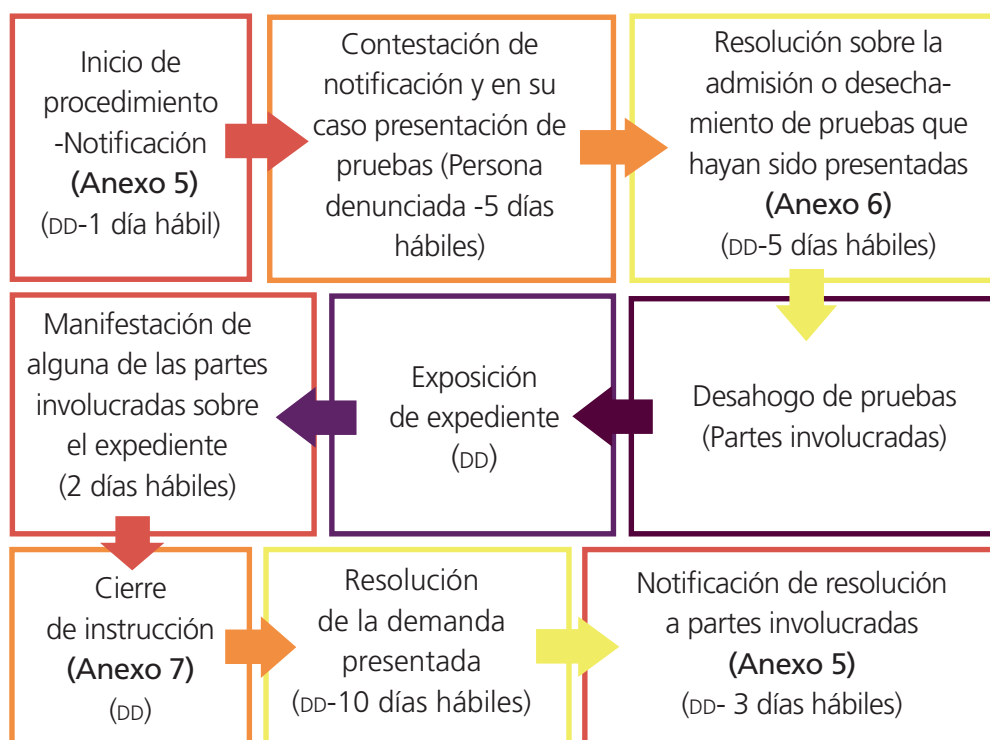 Inicio de
procedimiento
-Notificación
(Anexo 5)
(DD-1 día hábil)
Contestación de
notificación y en su
caso presentación de
pruebas (Persona
denunciada -5 días
hábiles)
Resolución sobre la
admisión o desecha-
miento de pruebas que
hayan sido presentadas
(Anexo 6)
(DD-5 días hábiles)
Desahogo de pruebas
(Partes involucradas)
Exposición
de expediente
(DD)
Manifestación de
alguna de las partes
involucradas sobre
el expediente
(2 días hábiles)
Cierre
de instrucción
(Anexo 7)
(DD)
Resolución
de la demanda
presentada
(DD-10 días hábiles)
Notificación de resolución
a partes involucradas
(Anexo 5)
(DD- 3 días hábiles)